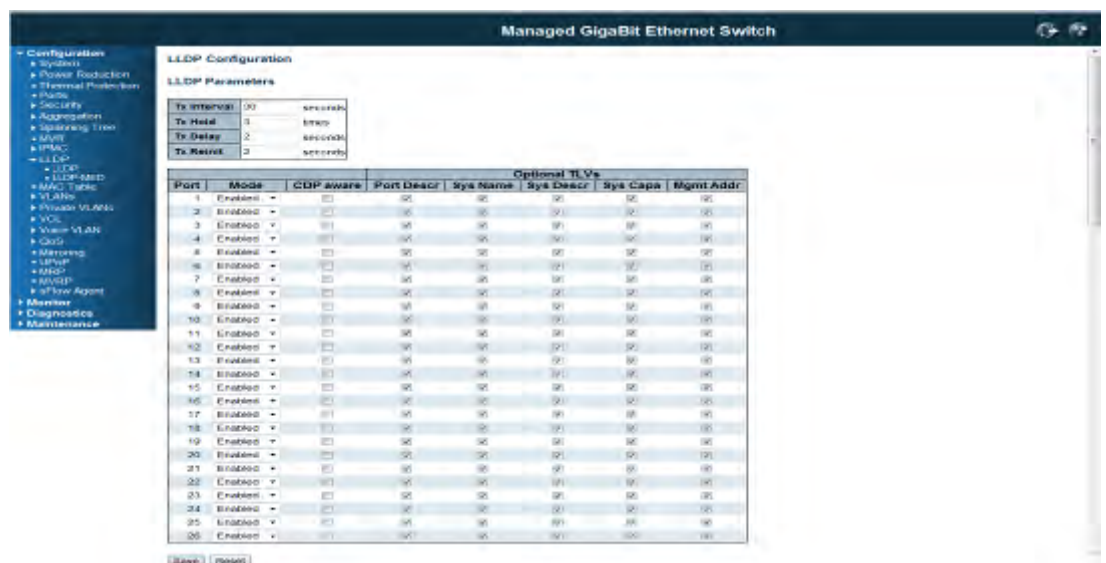 Managed GigaBit Ethernet Switch
Configuration
System
Power Reduction
Thermal Protection
Ports
Security
Aggregation
Spanning Tree
MVR
IPMC
LLDP
LLDP
LLDP-MED
MAC Table
VLANs
Private VLANs
VCL
Voice VLAN
QoS
Mirroring
UPnP
MRP
MVRP
sFlow Agent
Monitor
Diagnostics
Maintenance
LLDP Configuration
LLDP Parameters
Tx Interval seconds
Tx Hold 3 times
Tx Delay 2 seconds
Tx Reinit 2 seconds
Optional TLVs
Port Mode CDP aware Port Descr Sys Name Sys Descr Sys Capa Mgmt Addr
1 Enabled
2 Enabled
3 Enabled
4 Enabled
5 Enabled
6 Enabled
7 Enabled
8 Enabled
9 Enabled
10 Enabled
11 Enabled
12 Enabled
13 Enabled
14 Enabled
15 Enabled
16 Enabled
17 Enabled
18 Enabled
19 Enabled
20 Enabled
21 Enabled
22 Enabled
23 Enabled
24 Enabled
25 Enabled
26 Enabled
Save Reset